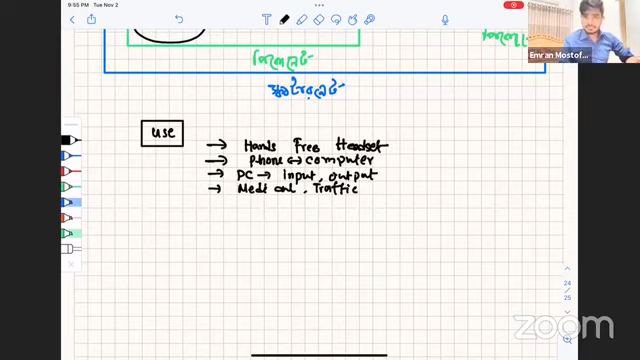 9:55 PM Tue Nov 2
পিকোনেট
স্ক্যাটারনেট
use
→ Hands Free Headset
→ Phone ↔ computer
→ PC → input, output
→ Medical, Traffic
Emran Mostof...
24
/
25
zoom